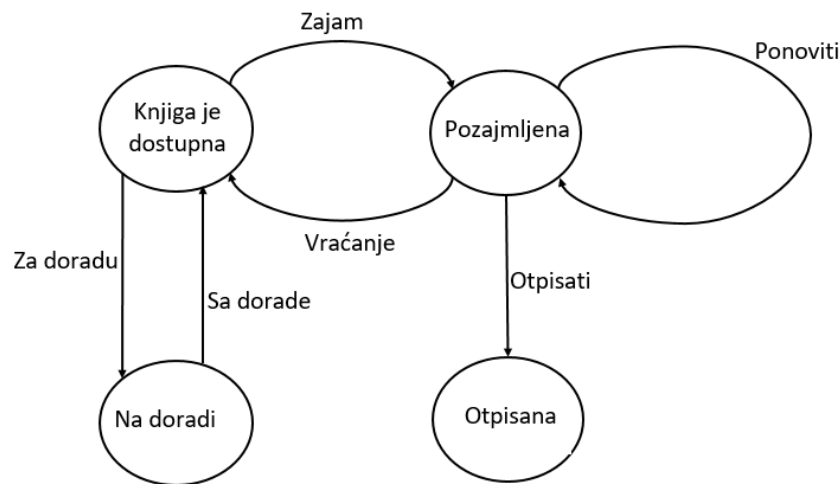 Zajam
Ponoviti
Knjiga je
dostupna
Pozajmljena
Vraćanje
Za doradu
Sa dorade
Otpisati
Na doradi
Otpisana